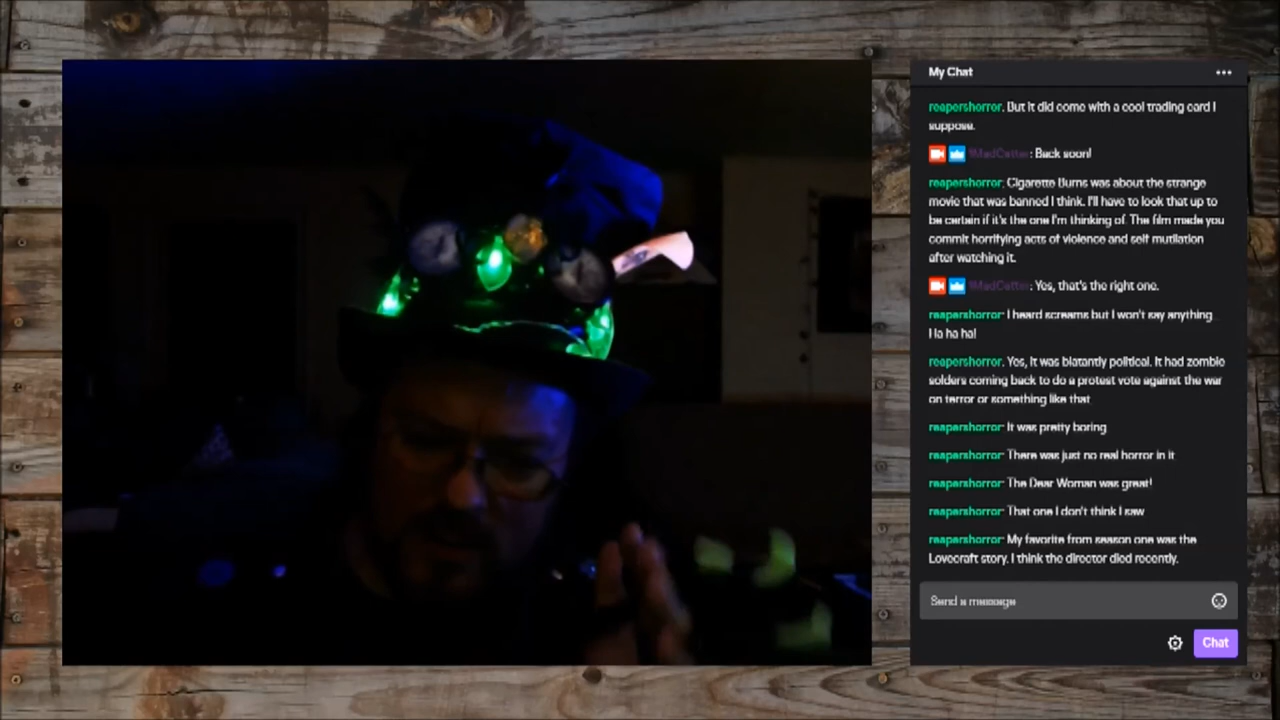 My Chat
reapershorror: But it did come with a cool trading card I
suppose.
1MadCatter: Back soon!
reapershorror: Cigarette Burns was about the strange
movie that was banned I think. I'll have to look that up to
be certain if it's the one I'm thinking of. The film made you
commit horrifying acts of violence and self mutilation
after watching it.
1MadCatter: Yes, that's the right one.
reapershorror: I heard screams but I won't say anything...
Ha ha ha!
reapershorror: Yes, it was blatantly political. It had zombie
solders coming back to do a protest vote against the war
on terror or something like that
reapershorror: It was pretty boring
reapershorror: There was just no real horror in it
reapershorror: The Dear Woman was great!
reapershorror: That one I don't think I saw
reapershorror: My favorite from season one was the
Lovecraft story. I think the director died recently.
Send a message
Chat